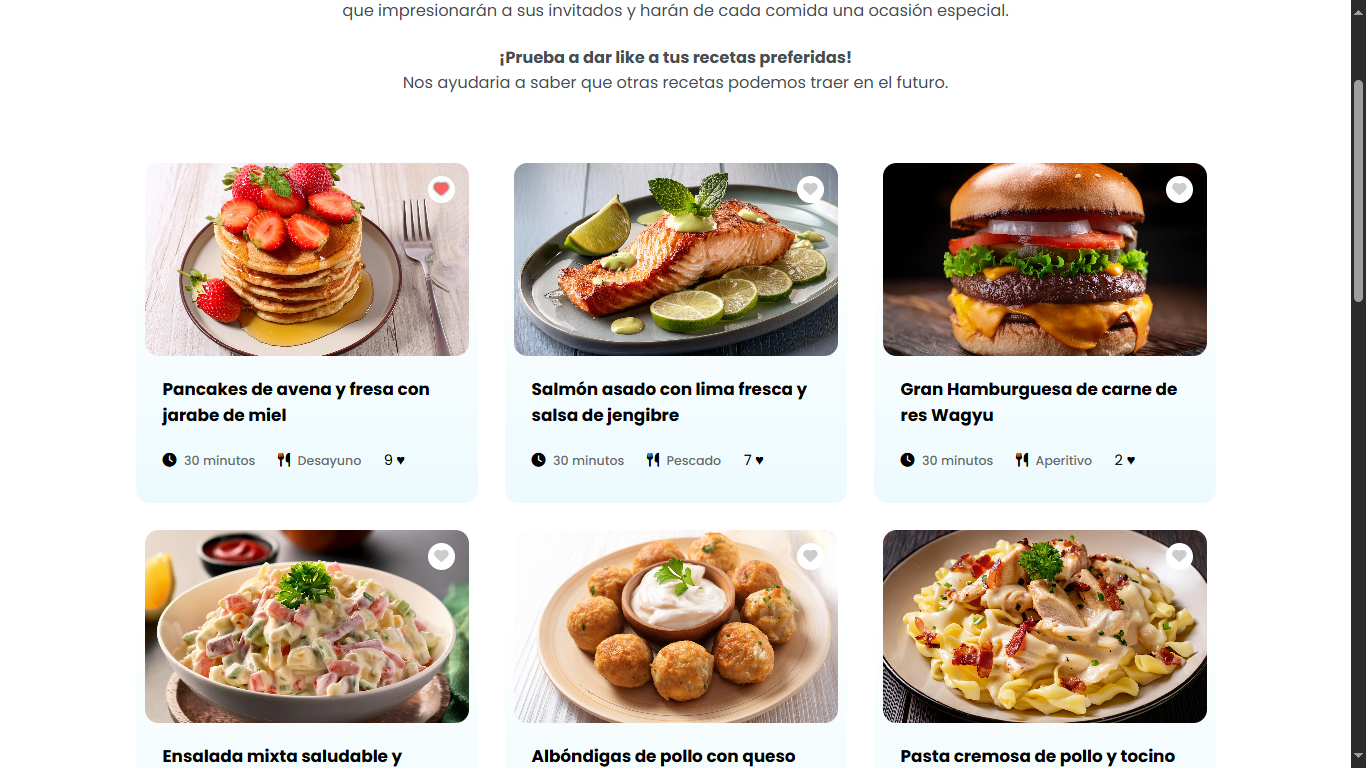 que impresionarán a sus invitados y harán de cada comida una ocasión especial.
¡Prueba a dar like a tus recetas preferidas!
Nos ayudaria a saber que otras recetas podemos traer en el futuro.
Pancakes de avena y fresa con
jarabe de miel
30 minutos Desayuno 9 ♥
Salmón asado con lima fresca y
salsa de jengibre
30 minutos Pescado 7 ♥
Gran Hamburguesa de carne de
res Wagyu
30 minutos Aperitivo 2 ♥
Ensalada mixta saludable y
Albóndigas de pollo con queso
Pasta cremosa de pollo y tocino